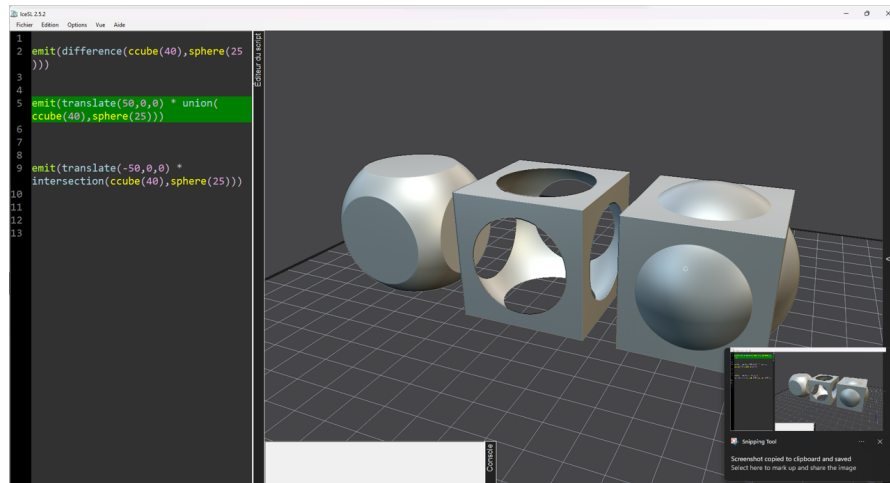 IceSL 2.5.2
Fichier Edition Options Vue Aide
1
2 emit(difference(ccube(40),sphere(25
)))
3
4
5 emit(translate(50,0,0) * union(
ccube(40),sphere(25)))
6
7
8
9 emit(translate(-50,0,0) *
intersection(ccube(40),sphere(25)))
10
11
12
13
Editeur du script
Console
Snipping Tool
Screenshot copied to clipboard and saved
Select here to mark up and share the image